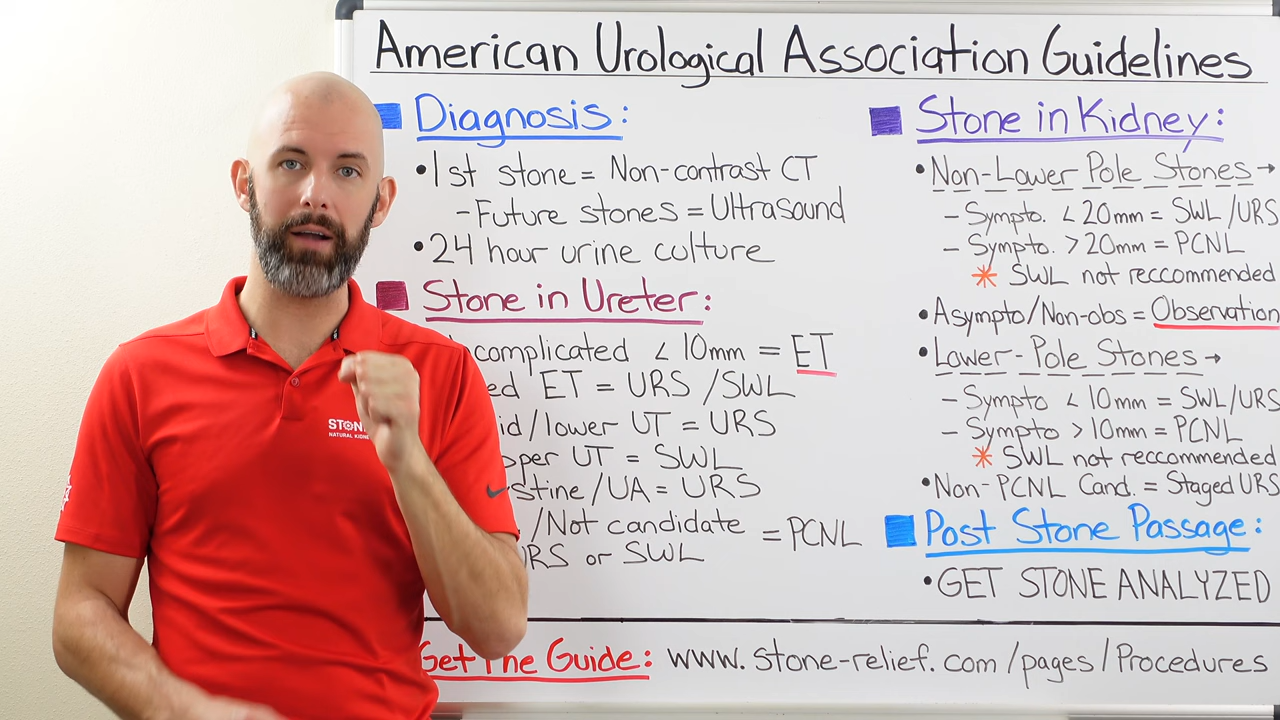 American Urological Association Guidelines
Diagnosis:
•1st stone = Non-contrast CT
-Future stones = Ultrasound
•24 hour urine culture
Stone in Ureter:
complicated < 10mm = ET
ed ET = URS / SWL
id/lower UT = URS
per UT = SWL
stine/UA = URS
/Not candidate = PCNL
URS or SWL
Stone in Kidney:
•Non-Lower Pole Stones →
- Sympto. < 20mm = SWL/URS
- Sympto. > 20mm = PCNL
* SWL not reccommended
•Asympto/Non-obs = Observation
•Lower-Pole Stones →
- Sympto < 10mm = SWL/URS
- Sympto > 10mm = PCNL
* SWL not reccommended
•Non-PCNL Cand. = Staged URS
Post Stone Passage:
•GET STONE ANALYZED
Get The Guide: www.stone-relief.com/pages/Procedures
STON
NATURAL KIDNE